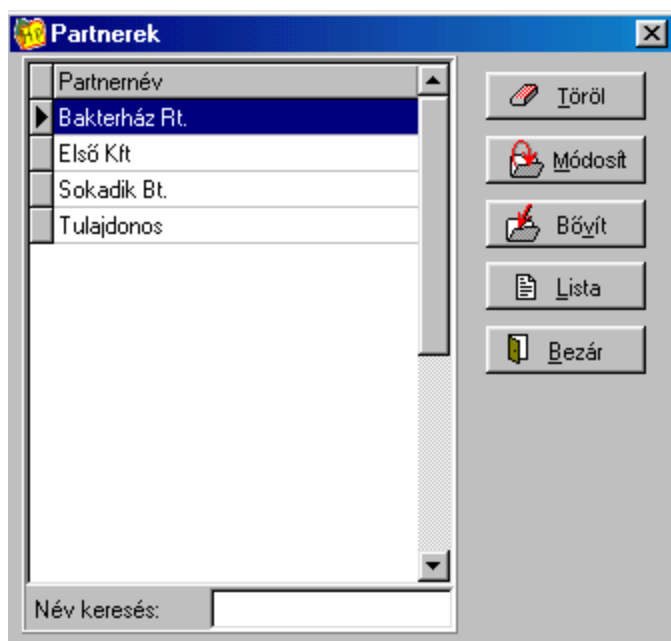 Partnerek
Partnernév
Bakterház Rt.
Első Kft
Sokadik Bt.
Tulajdonos
Név keresés:
Töröl
Módosít
Bővít
Lista
Bezár